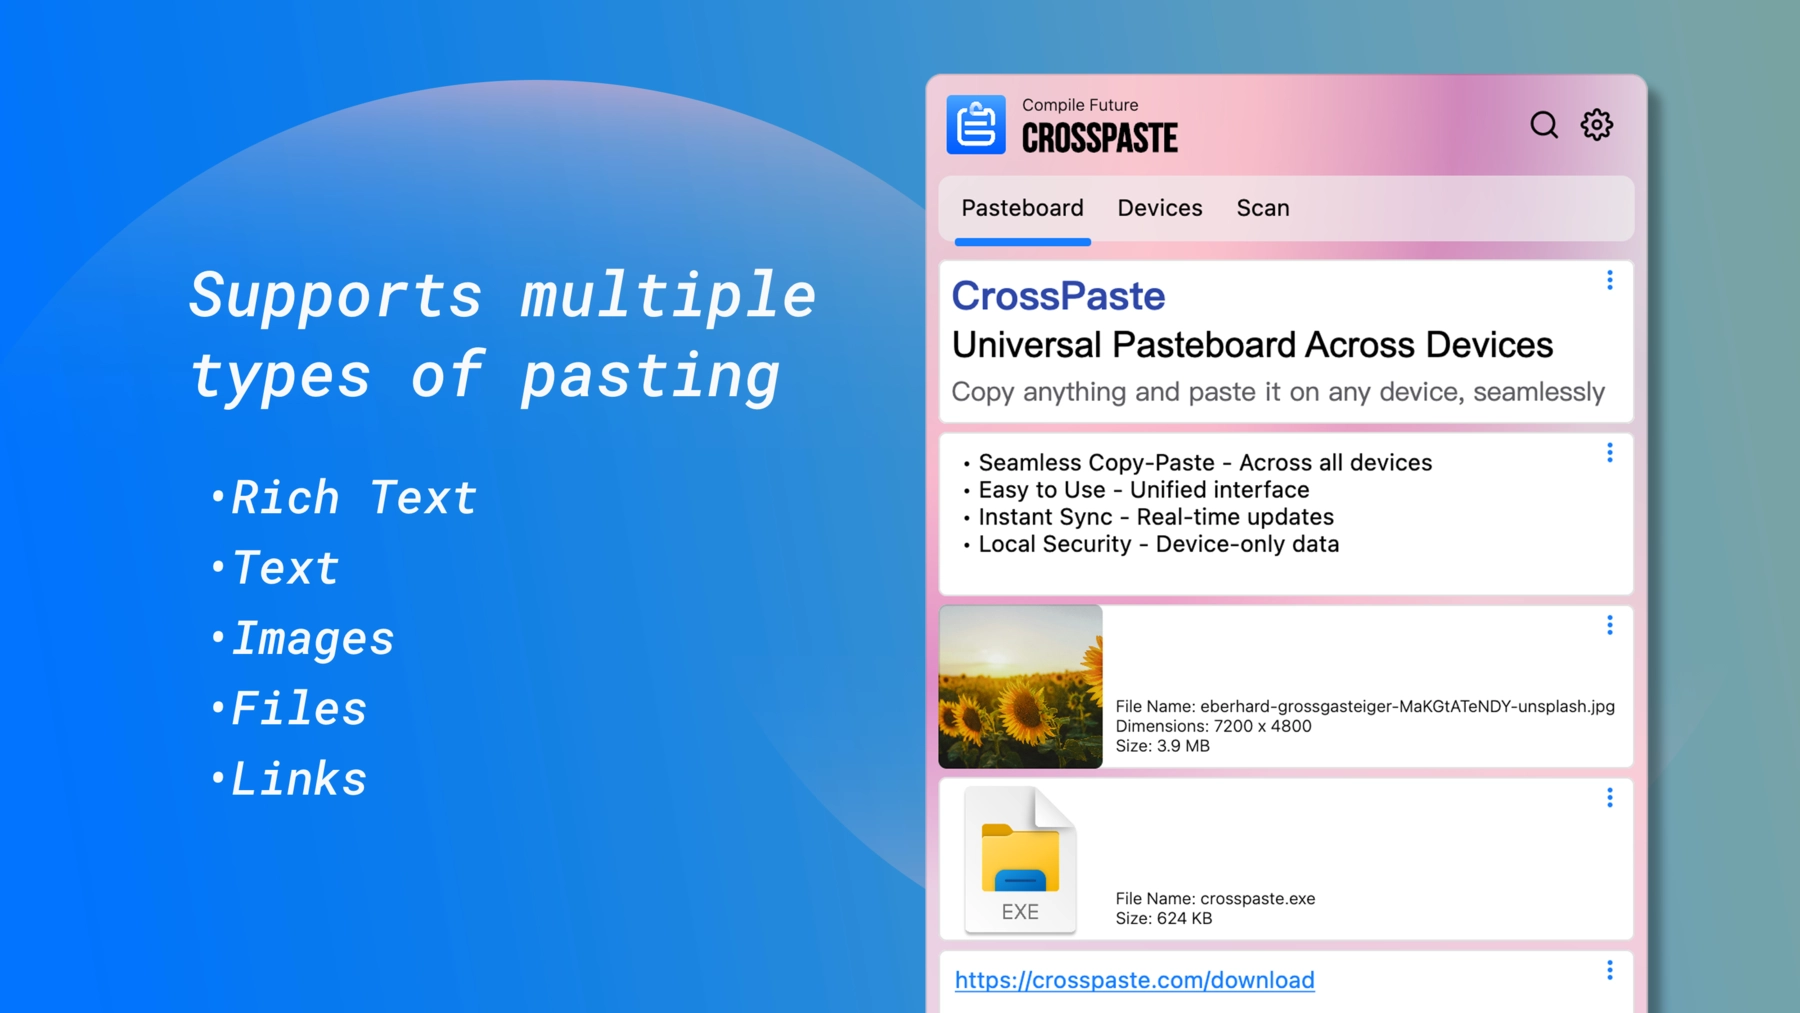 Supports multiple
types of pasting
•Rich Text
•Text
•Images
•Files
•Links
Compile Future
CROSSPASTE
Pasteboard Devices Scan
CrossPaste
Universal Pasteboard Across Devices
Copy anything and paste it on any device, seamlessly
• Seamless Copy-Paste - Across all devices
• Easy to Use - Unified interface
• Instant Sync - Real-time updates
• Local Security - Device-only data
File Name: eberhard-grossgasteiger-MaKGtATeNDY-unsplash.jpg
Dimensions: 7200 x 4800
Size: 3.9 MB
EXE
File Name: crosspaste.exe
Size: 624 KB
https://crosspaste.com/download